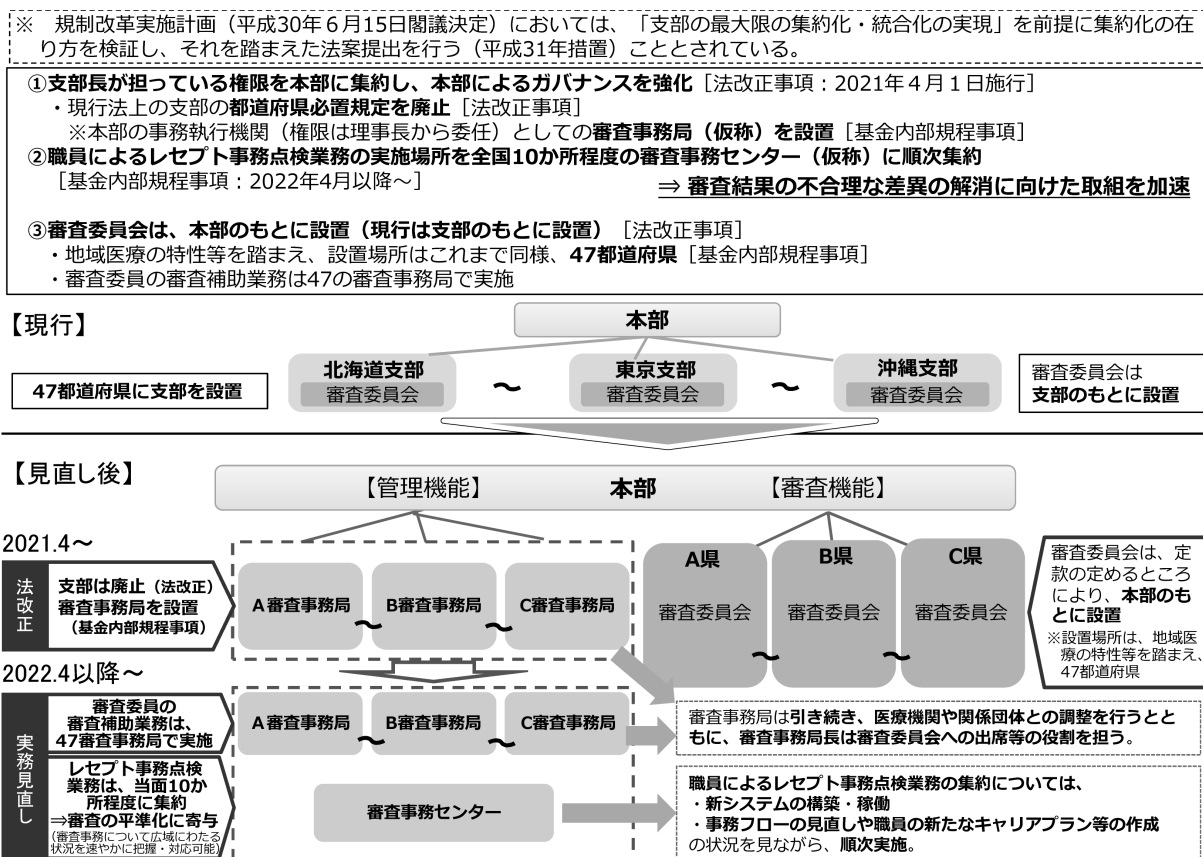 ※　規制改革実施計画（平成30年６月15日閣議決定）においては、「支部の最大限の集約化・統合化の実現」を前提に集約化の在
り方を検証し、それを踏まえた法案提出を行う（平成31年措置）こととされている。
①支部長が担っている権限を本部に集約し、本部によるガバナンスを強化［法改正事項：2021年４月１日施行］
・現行法上の支部の都道府県必置規定を廃止［法改正事項］
※本部の事務執行機関（権限は理事長から委任）としての審査事務局（仮称）を設置［基金内部規程事項］
②職員によるレセプト事務点検業務の実施場所を全国10か所程度の審査事務センター（仮称）に順次集約
［基金内部規程事項：2022年4月以降～］
⇒ 審査結果の不合理な差異の解消に向けた取組を加速
③審査委員会は、本部のもとに設置（現行は支部のもとに設置）［法改正事項］
・地域医療の特性等を踏まえ、設置場所はこれまで同様、47都道府県［基金内部規程事項］
・審査委員の審査補助業務は47の審査事務局で実施
【現行】
本部
47都道府県に支部を設置
北海道支部
審査委員会
～
東京支部
審査委員会
～
沖縄支部
審査委員会
審査委員会は
支部のもとに設置
【見直し後】
【管理機能】　本部　【審査機能】
2021.4～
法改正
支部は廃止（法改正）
審査事務局を設置
（基金内部規程事項）
A審査事務局
～
B審査事務局
～
C審査事務局
A県
審査委員会
～
B県
審査委員会
～
C県
審査委員会
審査委員会は、定
款の定めるところ
により、本部のも
とに設置
※設置場所は、地域医
療の特性等を踏まえ、
47都道府県
2022.4以降～
実務見直し
審査委員の
審査補助業務は、
47審査事務局で実施
A審査事務局
～
B審査事務局
～
C審査事務局
審査事務局は引き続き、医療機関や関係団体との調整を行うとと
もに、審査事務局長は審査委員会への出席等の役割を担う。
レセプト事務点検
業務は、当面10か
所程度に集約
⇒審査の平準化に寄与
（審査事務について広域にわたる
状況を速やかに把握・対応可能）
審査事務センター
職員によるレセプト事務点検業務の集約については、
・新システムの構築・稼働
・事務フローの見直しや職員の新たなキャリアプラン等の作成
の状況を見ながら、順次実施。